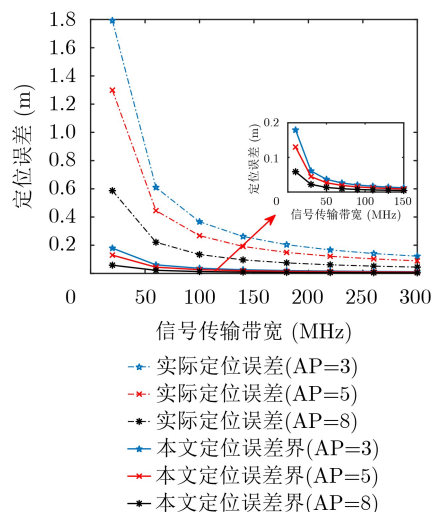 1.8
1.6
1.4
1.2
1.0
0.8
0.6
0.4
0.2
定位误差 (m)
0 50 100 150 200 250 300
信号传输带宽 (MHz)
0.2
0.1
0 50 100 150
定位误差 (m)
信号传输带宽 (MHz)
实际定位误差(AP=3)
实际定位误差(AP=5)
实际定位误差(AP=8)
本文定位误差界(AP=3)
本文定位误差界(AP=5)
本文定位误差界(AP=8)